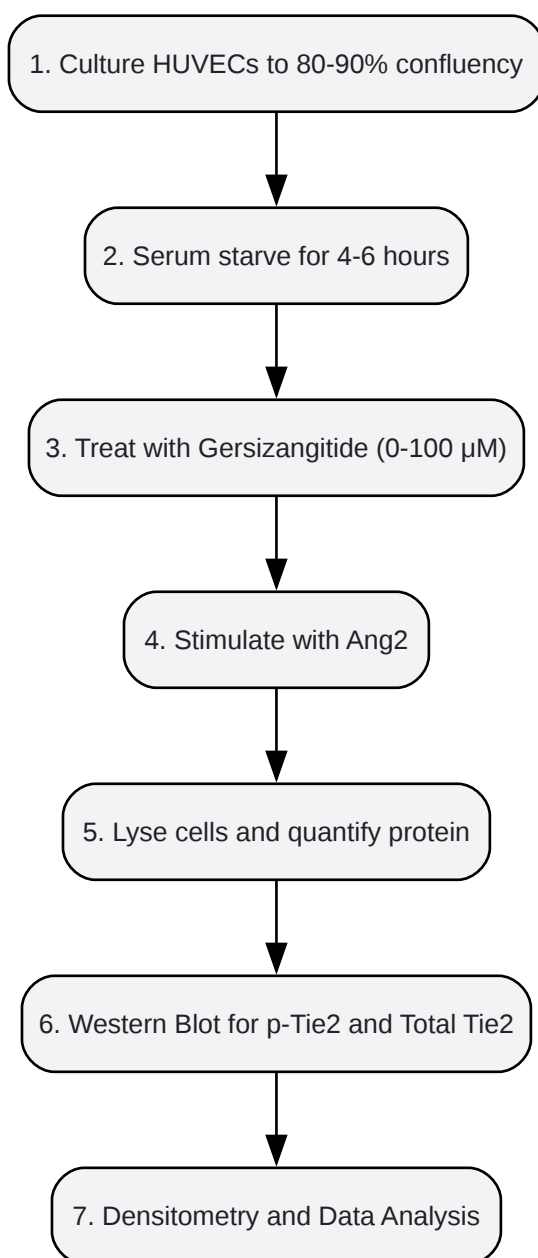 1. Culture HUVECs to 80-90% confluency
2. Serum starve for 4-6 hours
3. Treat with Gersizangitide (0-100 μM)
4. Stimulate with Ang2
5. Lyse cells and quantify protein
6. Western Blot for p-Tie2 and Total Tie2
7. Densitometry and Data Analysis